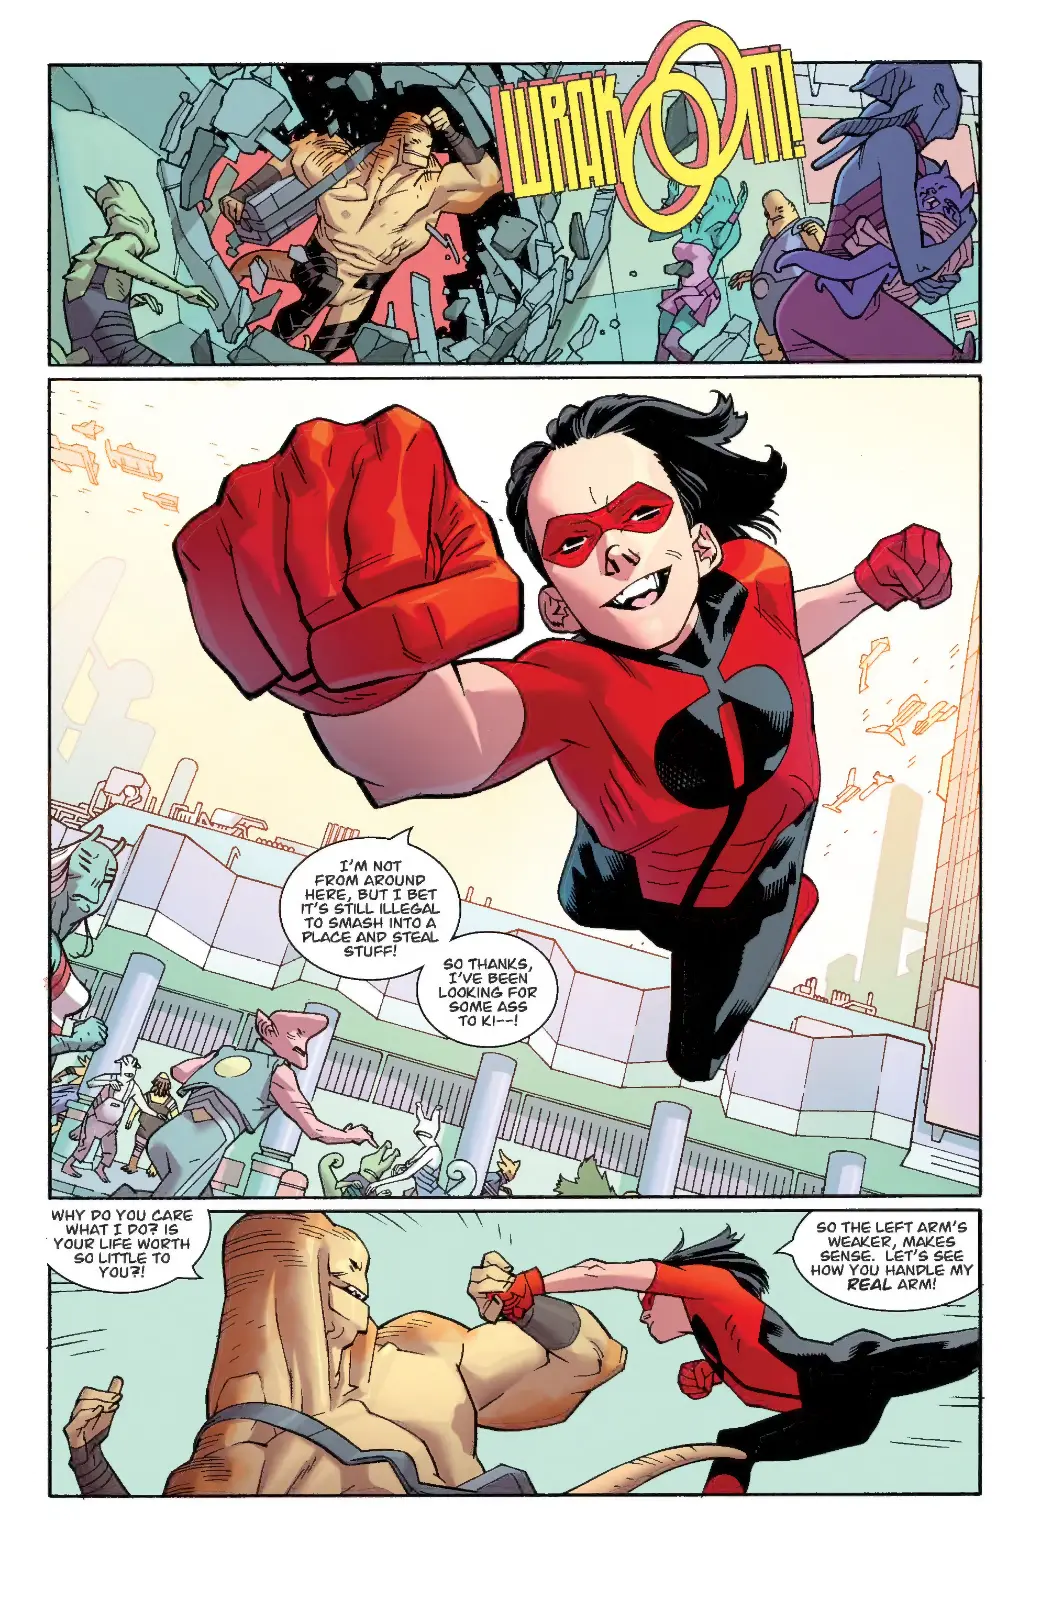 WRAKOOM!
I'M NOT
FROM AROUND
HERE, BUT I BET
IT'S STILL ILLEGAL
TO SMASH INTO A
PLACE AND STEAL
STUFF!
SO THANKS,
I'VE BEEN
LOOKING FOR
SOME ASS
TO KI--!
WHY DO YOU CARE
WHAT I DO? IS
YOUR LIFE WORTH
SO LITTLE TO
YOU?!
SO THE LEFT ARM'S
WEAKER, MAKES
SENSE. LET'S SEE
HOW YOU HANDLE MY
REAL ARM!